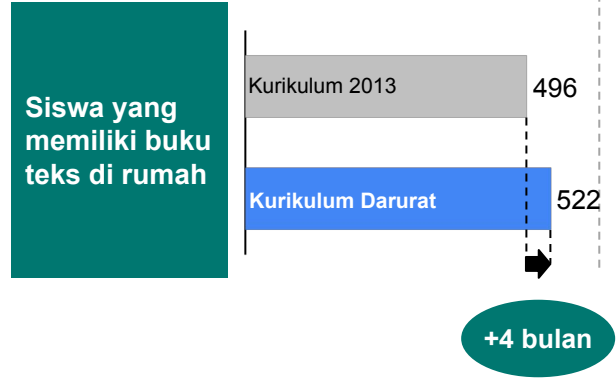 Siswa yang
memiliki buku
teks di rumah
Kurikulum 2013
496
Kurikulum Darurat
522
+4 bulan